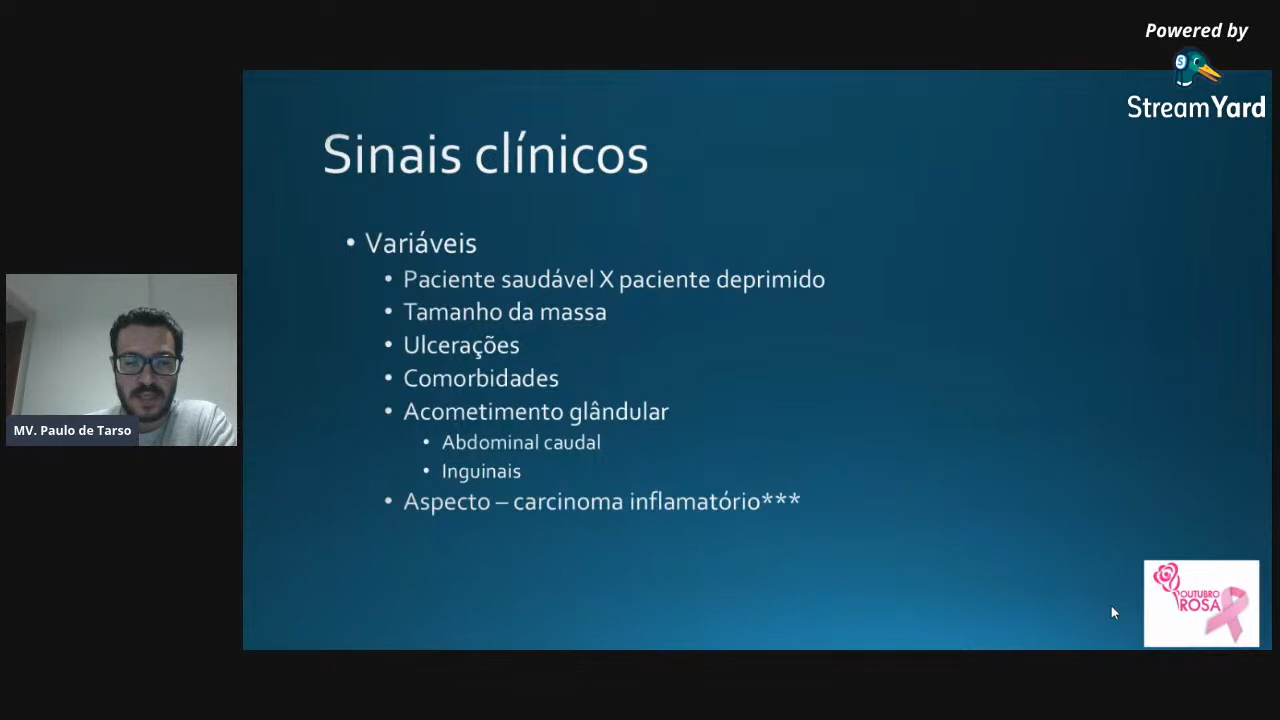 Powered by
StreamYard
Sinais clínicos
• Variáveis
• Paciente saudável X paciente deprimido
• Tamanho da massa
• Ulcerações
• Comorbidades
• Acometimento glândular
• Abdominal caudal
• Inguinais
• Aspecto – carcinoma inflamatório***
MV. Paulo de Tarso
OUTUBRO
ROSA